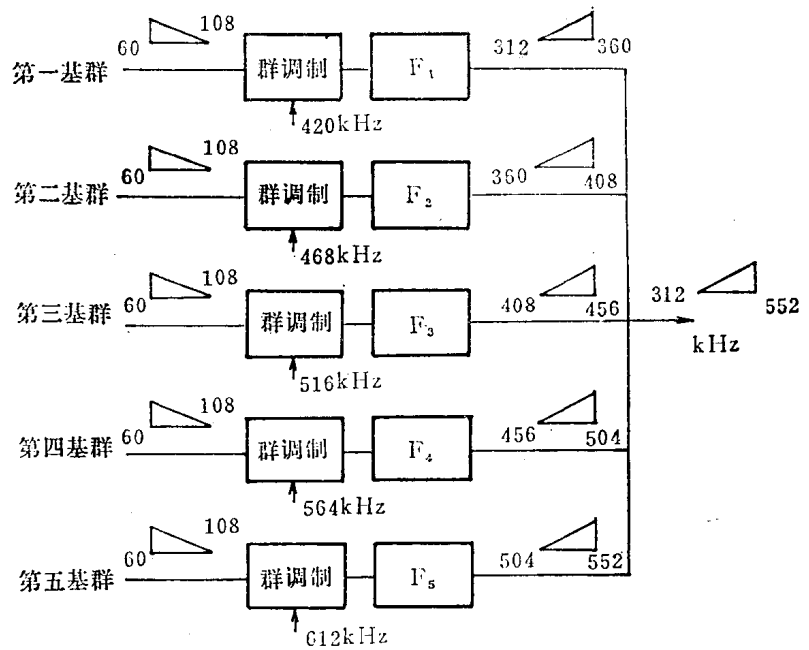 60 108 312 360
第一基群 群调制 F₁
420kHz
60 108 360 408
第二基群 群调制 F₂
468kHz
60 108 408 456 312 552
第三基群 群调制 F₃ kHz
516kHz
60 108 456 504
第四基群 群调制 F₄
564kHz
60 108 504 552
第五基群 群调制 F₅
612kHz